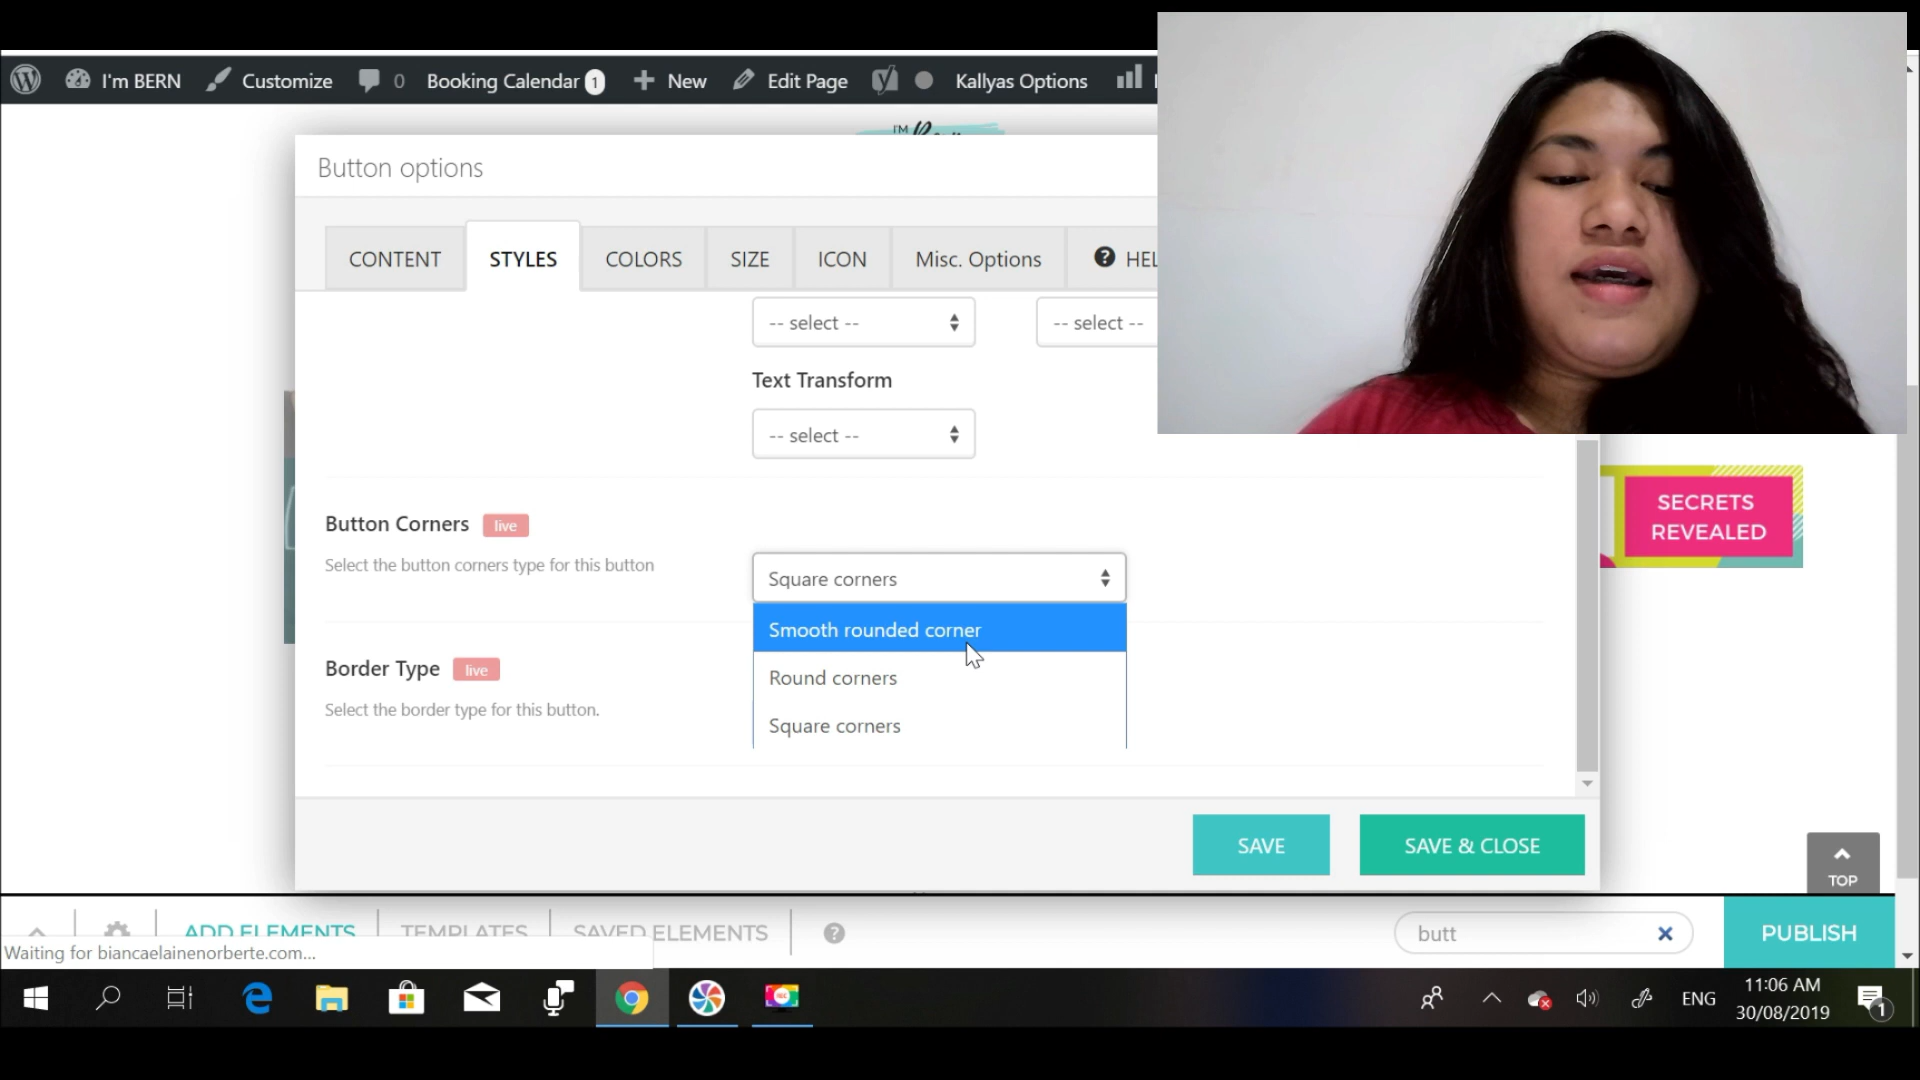 I'm BERN Customize 0 Booking Calendar 1 New Edit Page Kallyas Options
I'M
Button options
CONTENT STYLES COLORS SIZE ICON Misc. Options ? HEL
-- select -- -- select --
Text Transform
-- select --
SECRETS
REVEALED
Button Corners live
Select the button corners type for this button
Square corners
Smooth rounded corner
Round corners
Square corners
Border Type live
Select the border type for this button.
SAVE SAVE & CLOSE
TOP
ADD ELEMENTS TEMPLATES SAVED ELEMENTS ? butt PUBLISH
Waiting for biancaelainenorberte.com...
ENG 11:06 AM
30/08/2019 1